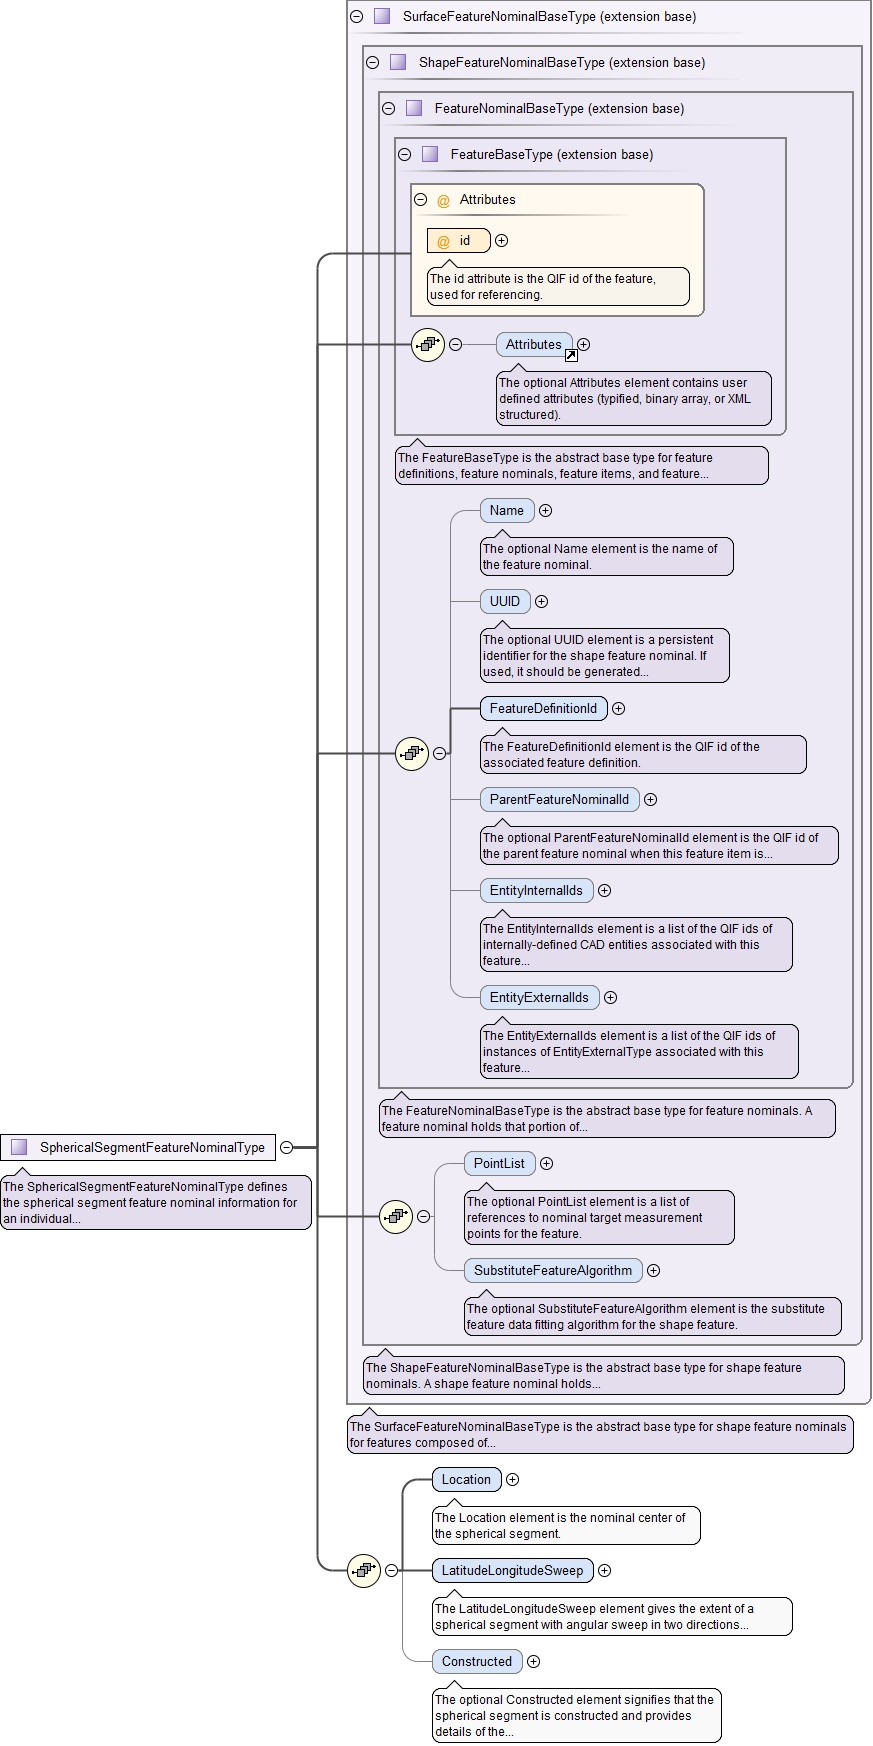 SurfaceFeatureNominalBaseType (extension base)
ShapeFeatureNominalBaseType (extension base)
FeatureNominalBaseType (extension base)
FeatureBaseType (extension base)
@ Attributes
@ id
The id attribute is the QIF id of the feature,
used for referencing.
Attributes
The optional Attributes element contains user
defined attributes (typified, binary array, or XML
structured).
The FeatureBaseType is the abstract base type for feature
definitions, feature nominals, feature items, and feature...
Name
The optional Name element is the name of
the feature nominal.
UUID
The optional UUID element is a persistent
identifier for the shape feature nominal. If
used, it should be generated...
FeatureDefinitionId
The FeatureDefinitionId element is the QIF id of the
associated feature definition.
ParentFeatureNominalId
The optional ParentFeatureNominalId element is the QIF id of
the parent feature nominal when this feature item is...
EntityInternalIds
The EntityInternalIds element is a list of the QIF ids of
internally-defined CAD entities associated with this
feature...
EntityExternalIds
The EntityExternalIds element is a list of the QIF ids of
instances of EntityExternalType associated with this
feature...
The FeatureNominalBaseType is the abstract base type for feature nominals. A
feature nominal holds that portion of...
SphericalSegmentFeatureNominalType
The SphericalSegmentFeatureNominalType defines
the spherical segment feature nominal information for
an individual...
PointList
The optional PointList element is a list of
references to nominal target measurement
points for the feature.
SubstituteFeatureAlgorithm
The optional SubstituteFeatureAlgorithm element is the substitute
feature data fitting algorithm for the shape feature.
The ShapeFeatureNominalBaseType is the abstract base type for shape feature
nominals. A shape feature nominal holds...
The SurfaceFeatureNominalBaseType is the abstract base type for shape feature nominals
for features composed of...
Location
The Location element is the nominal center of
the spherical segment.
LatitudeLongitudeSweep
The LatitudeLongitudeSweep element gives the extent of a
spherical segment with angular sweep in two directions...
Constructed
The optional Constructed element signifies that the
spherical segment is constructed and provides
details of the...